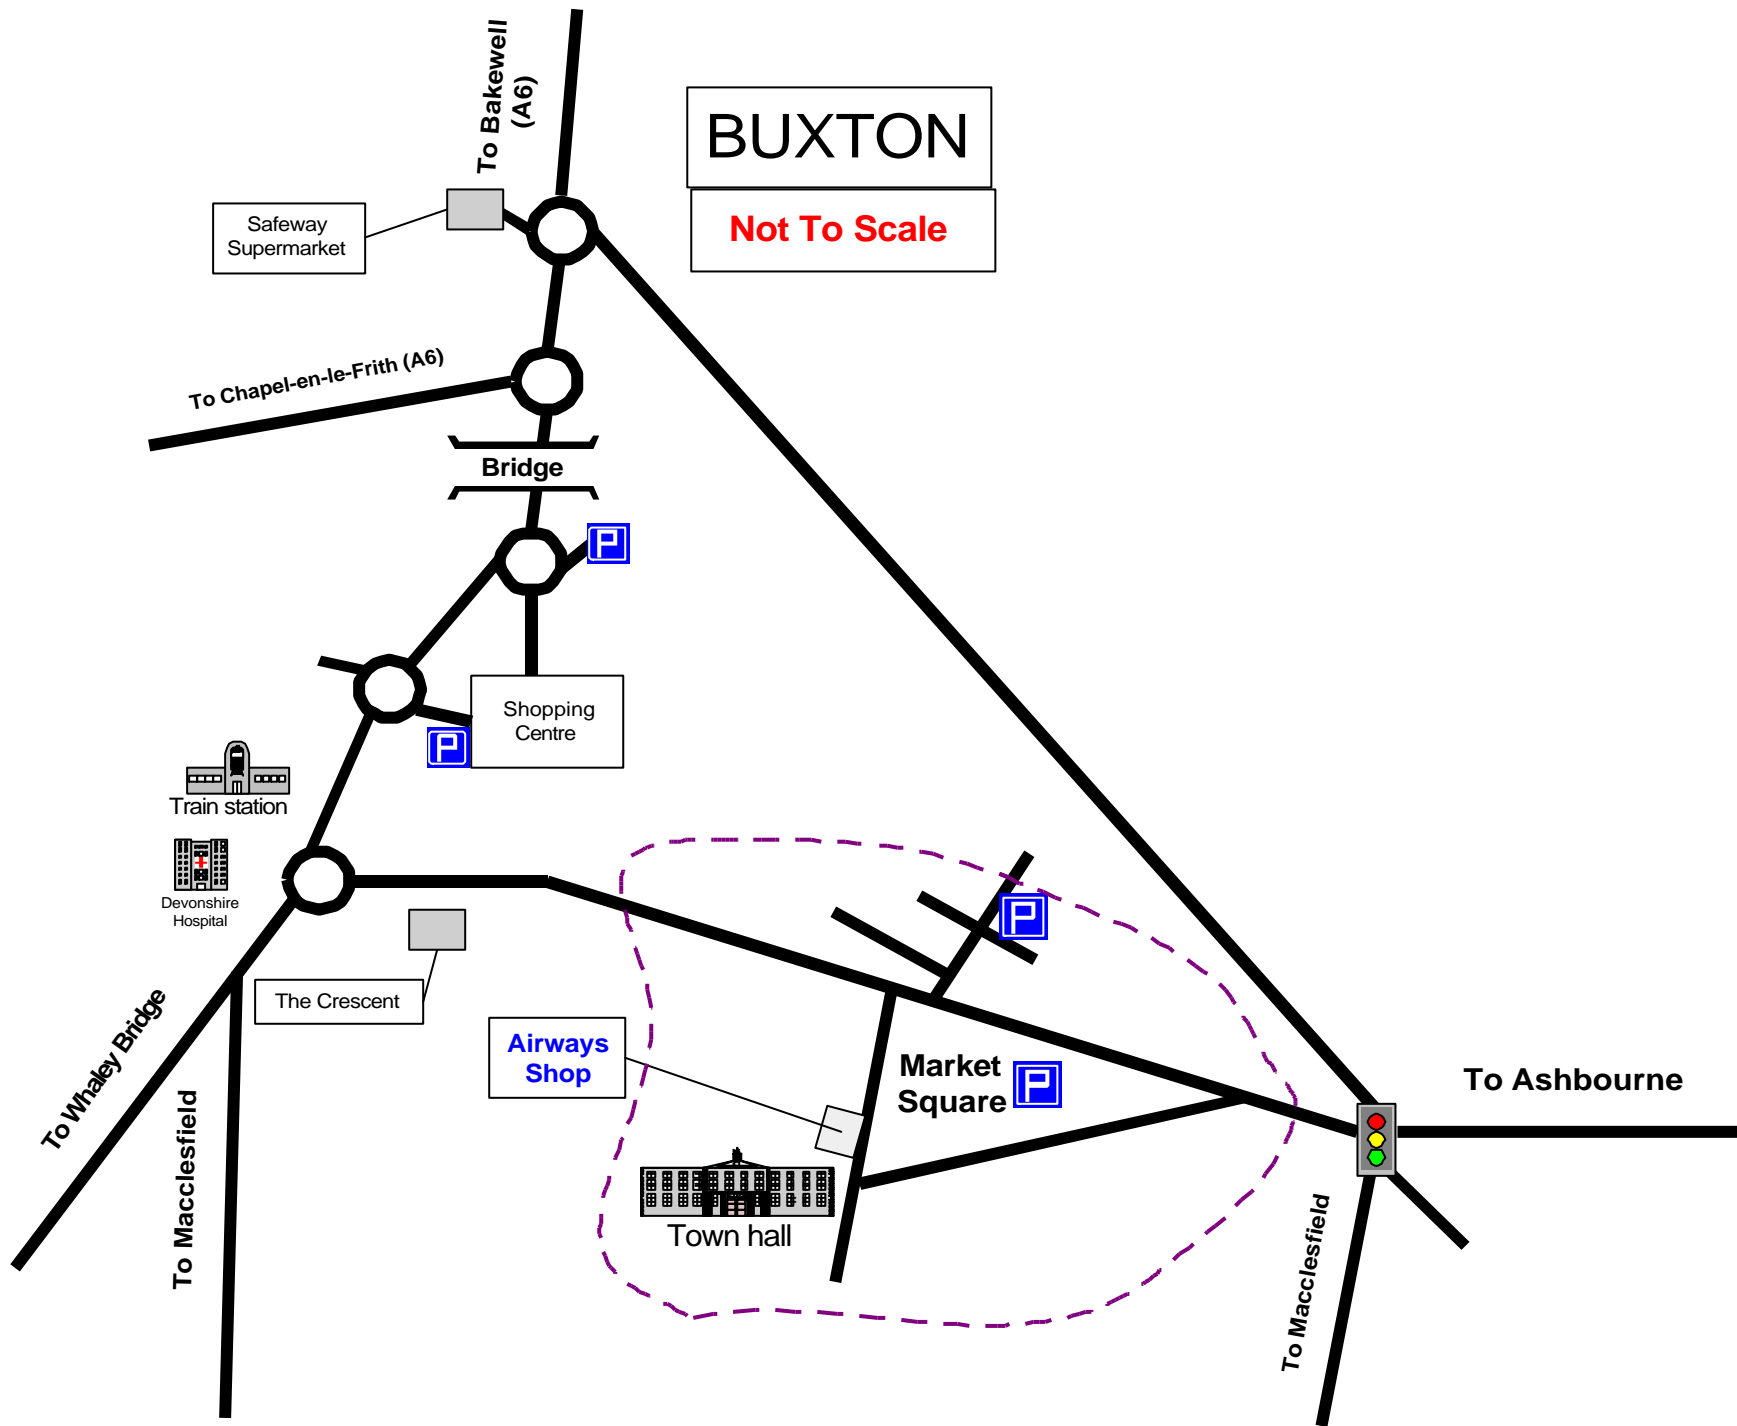 To Bakewell
(A6)
BUXTON
Not To Scale
Safeway
Supermarket
To Chapel-en-le-Frith (A6)
Bridge
P
Shopping
Centre
P
Train station
Devonshire
Hospital
The Crescent
To Whaley Bridge
To Macclesfield
P
Airways
Shop
Market
Square
P
To Ashbourne
Town hall
To Macclesfield